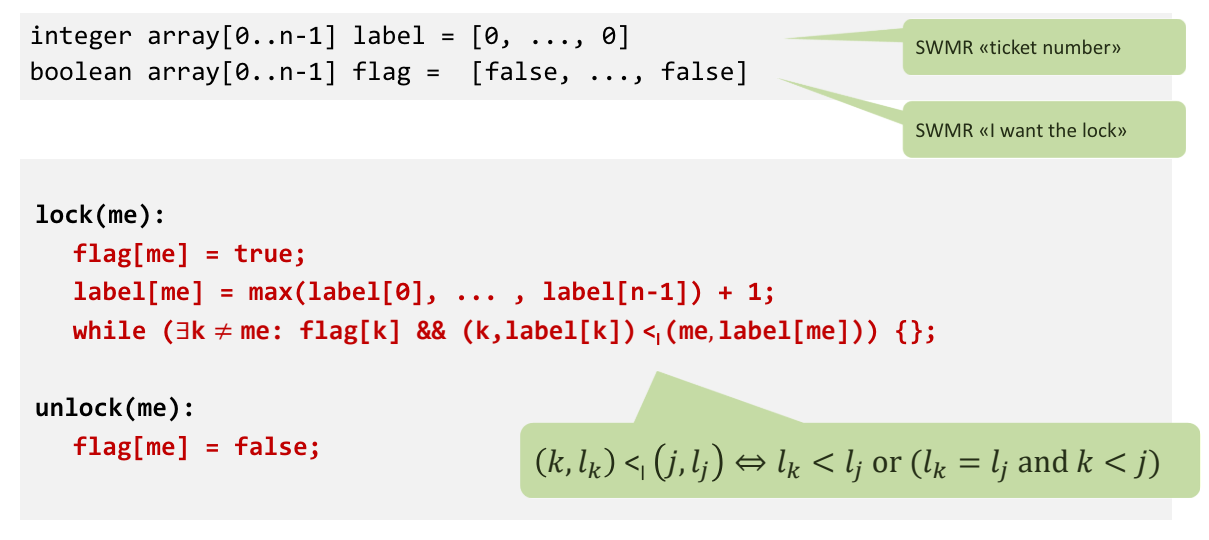 integer array[0..n-1] label = [0, ..., 0]
SWMR «ticket number»
boolean array[0..n-1] flag =  [false, ..., false]
SWMR «I want the lock»
lock(me):
flag[me] = true;
label[me] = max(label[0], ... , label[n-1]) + 1;
while (∃k ≠ me: flag[k] && (k,label[k]) <ₗ (me,label[me])) {};
unlock(me):
flag[me] = false;
(k, lₖ) <ₗ (j, lⱼ) ⇔ lₖ < lⱼ or (lₖ = lⱼ and k < j)